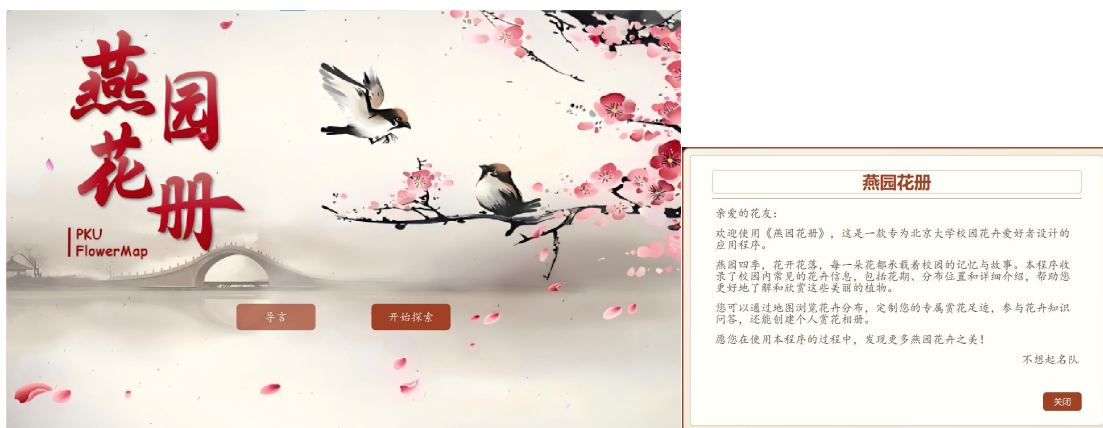 燕园
花册
PKU
FlowerMap
导言
开始探索
燕园花册
亲爱的花友：
欢迎使用《燕园花册》，这是一款专为北京大学校园花卉爱好者设计的
应用程序。
燕园四季，花开花落，每一朵花都承载着校园的记忆与故事。本程序收
录了校园内常见的花卉信息，包括花期、分布位置和详细介绍，帮助您
更好地了解和欣赏这些美丽的植物。
您可以通过地图浏览花卉分布，定制您的专属赏花足迹，参与花卉知识
问答，还能创建个人赏花相册。
愿您在使用本程序的过程中，发现更多燕园花卉之美！
不想起名队
关闭